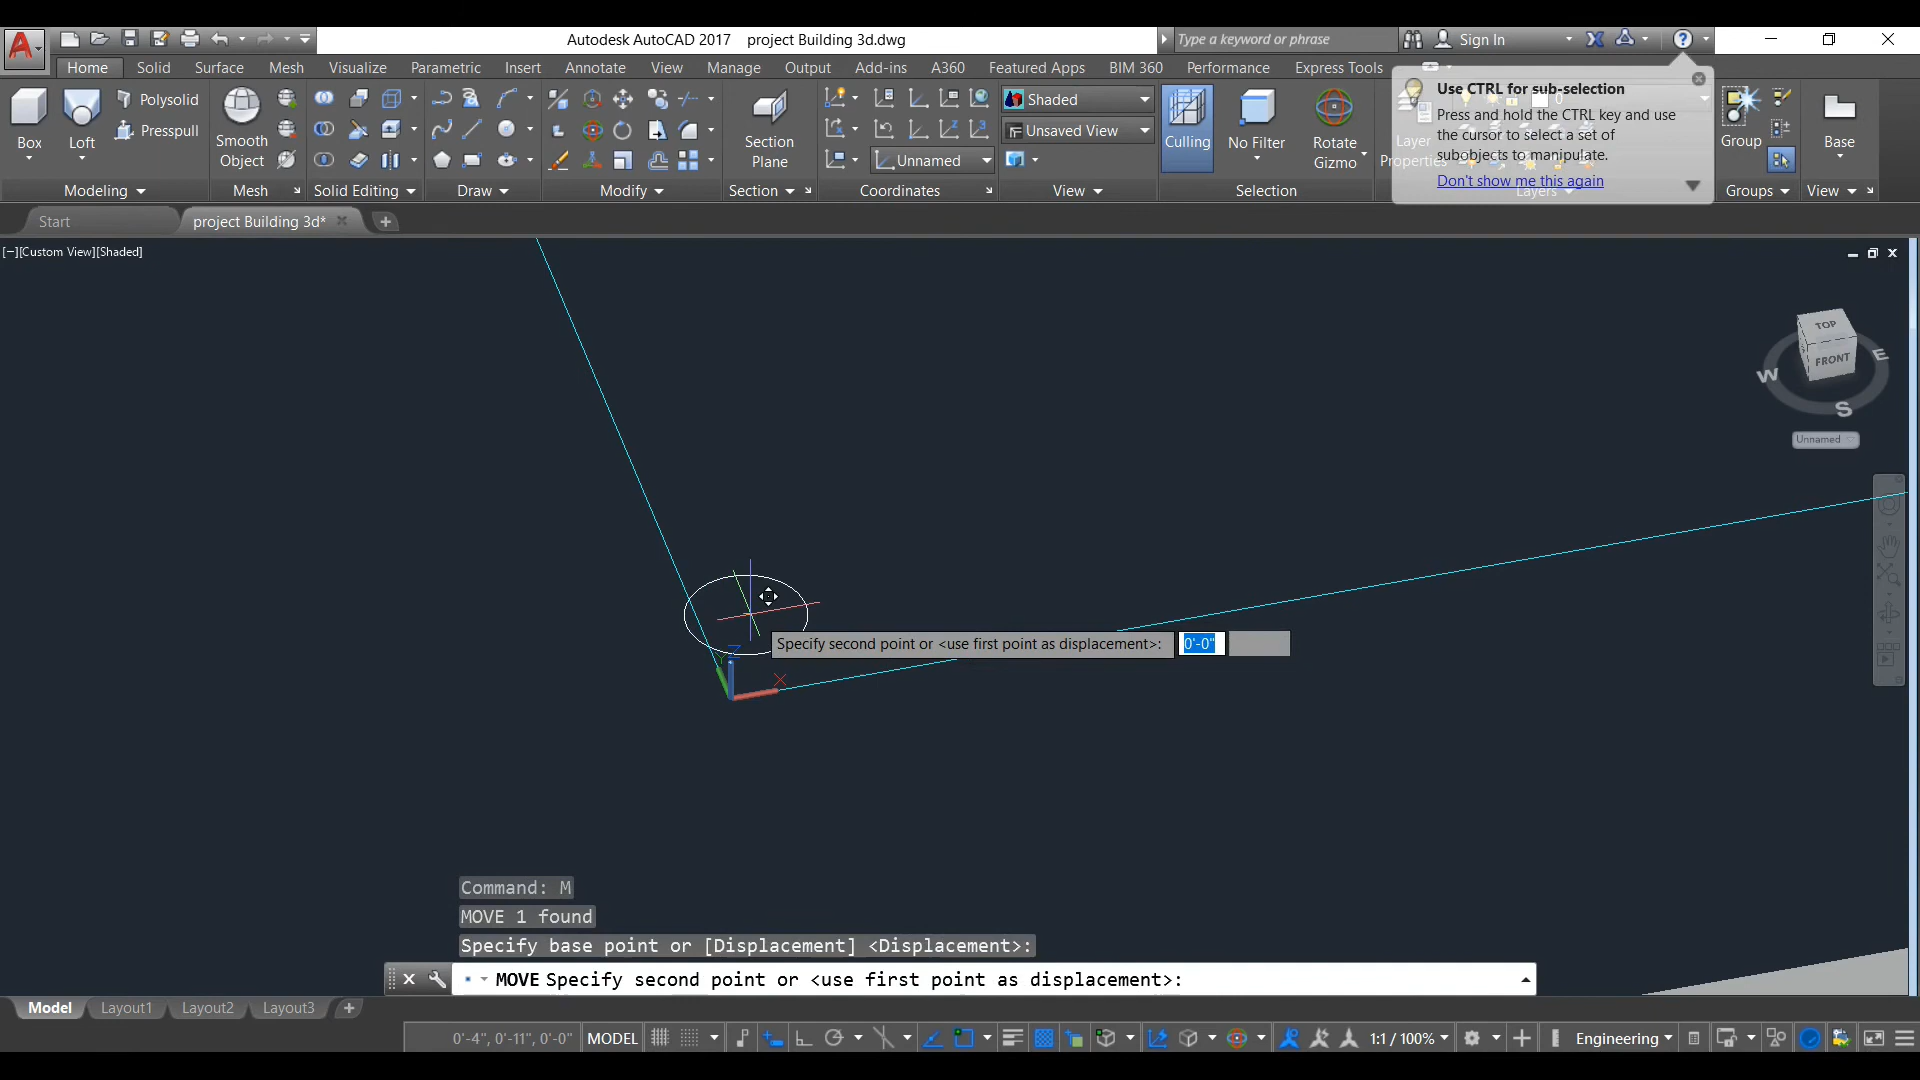 Autodesk AutoCAD 2017 project Building 3d.dwg
Type a keyword or phrase
Sign In
Home Solid Surface Mesh Visualize Parametric Insert Annotate View Manage Output Add-ins A360 Featured Apps BIM 360 Performance Express Tools
Box
Loft
Polysolid
Presspull
Smooth
Object
Section
Plane
Shaded
Unsaved View
Unnamed
Culling
No Filter
Rotate
Gizmo
Layer
Properties
Use CTRL for sub-selection
Press and hold the CTRL key and use
the cursor to select a set of
subobjects to manipulate.
Don't show me this again
Group
Base
Modeling Mesh Solid Editing Draw Modify Section Coordinates View Selection Layers Groups View
Start project Building 3d*
[−][Custom View][Shaded]
TOP
FRONT
W E
S
Unnamed
Specify second point or <use first point as displacement>: 0'-0"
Z
Y
X
Command: M
MOVE 1 found
Specify base point or [Displacement] <Displacement>:
MOVE Specify second point or <use first point as displacement>:
Model Layout1 Layout2 Layout3
0'-4", 0'-11", 0'-0" MODEL 1:1 / 100% Engineering